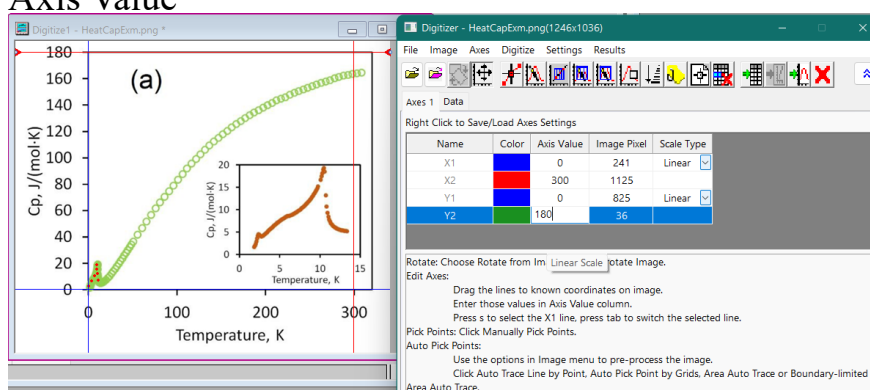 Axis Value
Digitize1 - HeatCapExm.png *
180
160
140
120
100
80
60
40
20
0
Cp, J/(mol·K)
(a)
0
100
200
300
Temperature, K
20
15
10
5
0
Cp, J/(mol·K)
0
5
10
15
Temperature, K
Digitizer - HeatCapExm.png(1246x1036)
File Image Axes Digitize Settings Results
Axes 1 Data
Right Click to Save/Load Axes Settings
Name Color Axis Value Image Pixel Scale Type
X1 0 241 Linear
X2 300 1125
Y1 0 825 Linear
Y2 180 36
Rotate: Choose Rotate from Im Linear Scale rotate Image.
Edit Axes:
Drag the lines to known coordinates on image.
Enter those values in Axis Value column.
Press s to select the X1 line, press tab to switch the selected line.
Pick Points: Click Manually Pick Points.
Auto Pick Points:
Use the options in Image menu to pre-process the image.
Click Auto Trace Line by Point, Auto Pick Point by Grids, Area Auto Trace or Boundary-limited
Area Auto Trace.